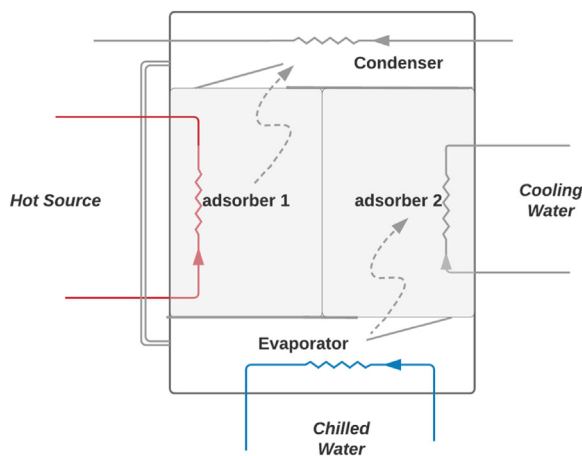 Condenser
Hot Source
adsorber 1
adsorber 2
Cooling
Water
Evaporator
Chilled
Water